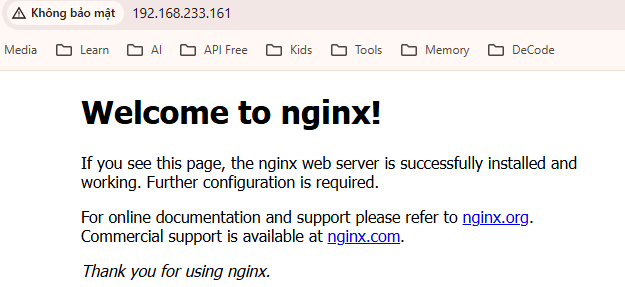 Không bảo mật 192.168.233.161
Media Learn AI API Free Kids Tools Memory DeCode
Welcome to nginx!
If you see this page, the nginx web server is successfully installed and
working. Further configuration is required.
For online documentation and support please refer to nginx.org.
Commercial support is available at nginx.com.
Thank you for using nginx.